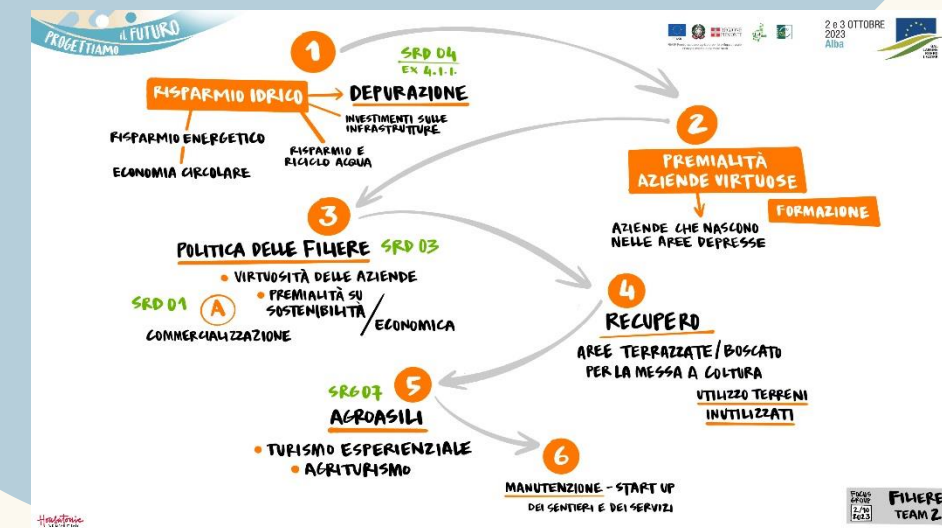 PROGETTIAMO IL FUTURO
2 e 3 OTTOBRE
2023
Alba
1
SRD 04
EX 4.1.1.
RISPARMIO IDRICO
DEPURAZIONE
INVESTIMENTI SULLE
INFRASTRUTTURE
RISPARMIO E
RICICLO ACQUA
RISPARMIO ENERGETICO
ECONOMIA CIRCOLARE
2
PREMIALITÀ
AZIENDE VIRTUOSE
FORMAZIONE
AZIENDE CHE NASCONO
NELLE AREE DEPRESSE
3
POLITICA DELLE FILIERE SRD 03
• VIRTUOSITÀ DELLE AZIENDE
• PREMIALITÀ SU
SOSTENIBILITÀ / ECONOMICA
SRD 01 A
COMMERCIALIZZAZIONE
4
RECUPERO
AREE TERRAZZATE/BOSCATO
PER LA MESSA A COLTURA
UTILIZZO TERRENI
INUTILIZZATI
SRG07 5
AGROASILI
• TURISMO ESPERIENZIALE
• AGRITURISMO
6
MANUTENZIONE - START UP
DEI SENTIERI E DEI SERVIZI
Housatonic
FOCUS
GROUP
2/10
2023
FILIERE
TEAM 2